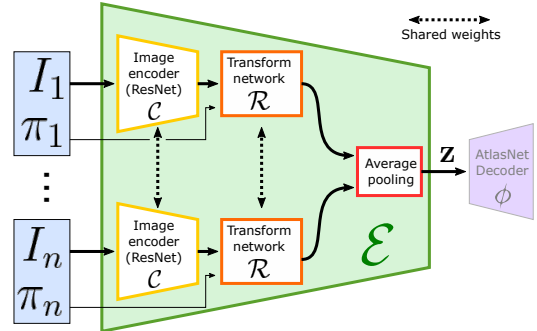 Shared weights
I₁
π₁
Image
encoder
(ResNet)
𝒞
Transform
network
ℛ
⋮
Iₙ
πₙ
Image
encoder
(ResNet)
𝒞
Transform
network
ℛ
Average
pooling
ℰ
z
AtlasNet
Decoder
ϕ